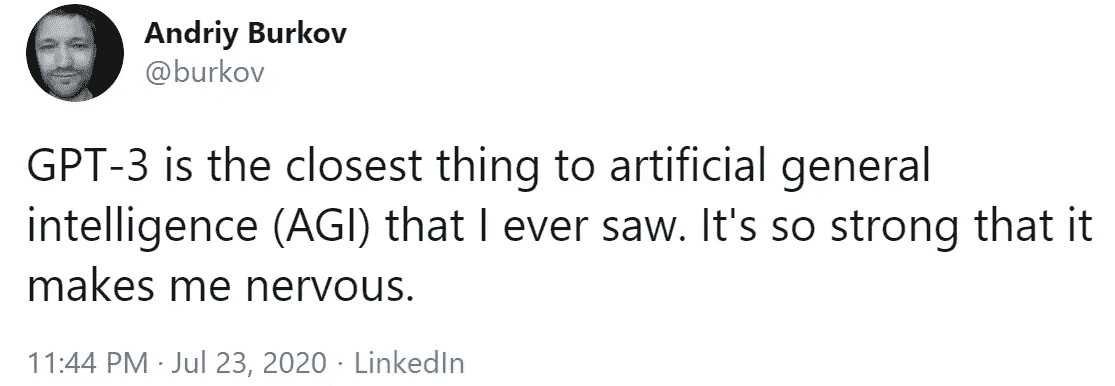 Andriy Burkov
@burkov
GPT-3 is the closest thing to artificial general
intelligence (AGI) that I ever saw. It's so strong that it
makes me nervous.
11:44 PM · Jul 23, 2020 · LinkedIn